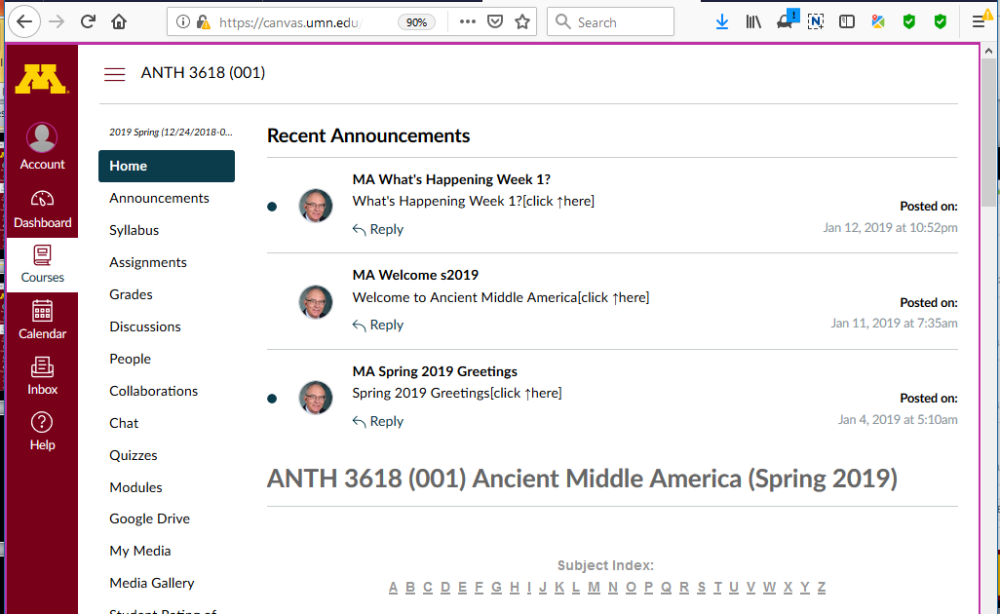 https://canvas.umn.edu/
90%
Search
M
ANTH 3618 (001)
Account
Dashboard
Courses
Calendar
Inbox
Help
2019 Spring (12/24/2018-0...
Home
Announcements
Syllabus
Assignments
Grades
Discussions
People
Collaborations
Chat
Quizzes
Modules
Google Drive
My Media
Media Gallery
Student Rating of
Recent Announcements
MA What's Happening Week 1?
What's Happening Week 1?[click ↑here]
Reply
Posted on:
Jan 12, 2019 at 10:52pm
MA Welcome s2019
Welcome to Ancient Middle America[click ↑here]
Reply
Posted on:
Jan 11, 2019 at 7:35am
MA Spring 2019 Greetings
Spring 2019 Greetings[click ↑here]
Reply
Posted on:
Jan 4, 2019 at 5:10am
ANTH 3618 (001) Ancient Middle America (Spring 2019)
Subject Index:
A B C D E F G H I J K L M N O P Q R S T U V W X Y Z